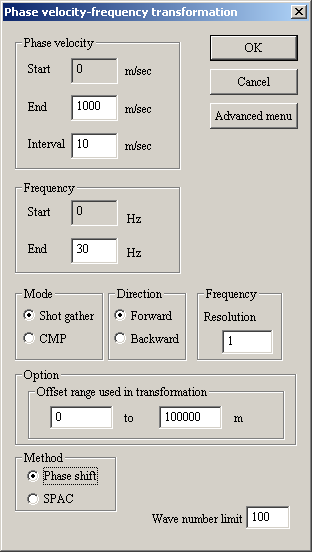 Phase velocity-frequency transformation
Phase velocity
Start 0 m/sec
End 1000 m/sec
Interval 10 m/sec
OK
Cancel
Advanced menu
Frequency
Start 0 Hz
End 30 Hz
Mode
Shot gather
CMP
Direction
Forward
Backward
Frequency
Resolution
1
Option
Offset range used in transformation
0 to 100000 m
Method
Phase shift
SPAC
Wave number limit 100